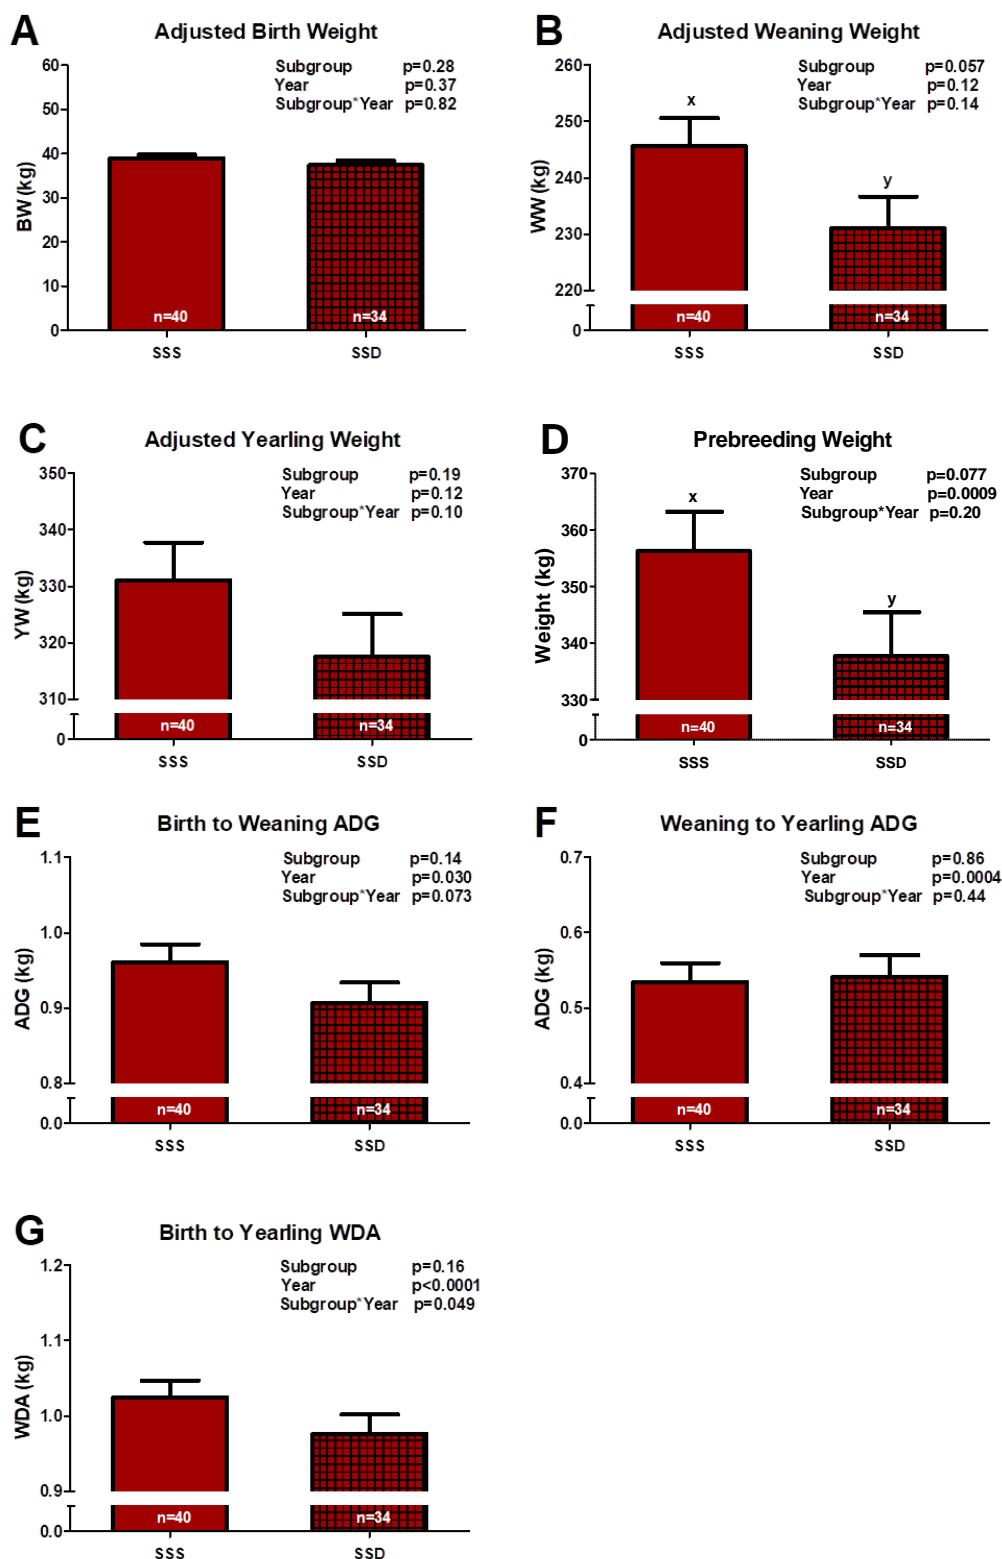 A
Adjusted Birth Weight
Subgroup p=0.28
Year p=0.37
Subgroup*Year p=0.82
BW (kg)
60
50
40
30
20
10
0
n=40
n=34
SSS
SSD
B
Adjusted Weaning Weight
Subgroup p=0.057
Year p=0.12
Subgroup*Year p=0.14
WW (kg)
260
250
240
230
220
0
x
y
n=40
n=34
SSS
SSD
C
Adjusted Yearling Weight
Subgroup p=0.19
Year p=0.12
Subgroup*Year p=0.10
YW (kg)
350
340
330
320
310
0
n=40
n=34
SSS
SSD
D
Prebreeding Weight
Subgroup p=0.077
Year p=0.0009
Subgroup*Year p=0.20
Weight (kg)
370
360
350
340
330
0
x
y
n=40
n=34
SSS
SSD
E
Birth to Weaning ADG
Subgroup p=0.14
Year p=0.030
Subgroup*Year p=0.073
ADG (kg)
1.1
1.0
0.9
0.8
0.0
n=40
n=34
SSS
SSD
F
Weaning to Yearling ADG
Subgroup p=0.86
Year p=0.0004
Subgroup*Year p=0.44
ADG (kg)
0.7
0.6
0.5
0.4
0.0
n=40
n=34
SSS
SSD
G
Birth to Yearling WDA
Subgroup p=0.16
Year p<0.0001
Subgroup*Year p=0.049
WDA (kg)
1.2
1.1
1.0
0.9
0.0
n=40
n=34
SSS
SSD